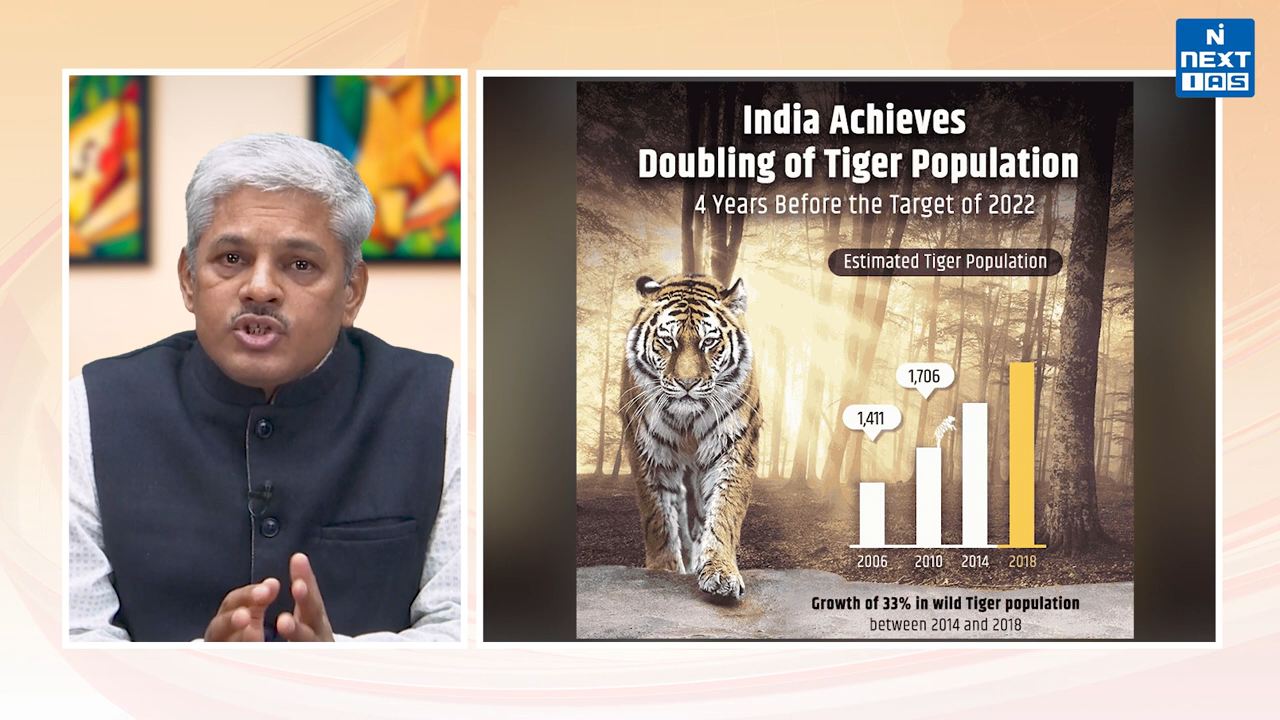 NEXT
IAS
India Achieves
Doubling of Tiger Population
4 Years Before the Target of 2022
Estimated Tiger Population
1,706
1,411
2006 2010 2014 2018
Growth of 33% in wild Tiger population
between 2014 and 2018